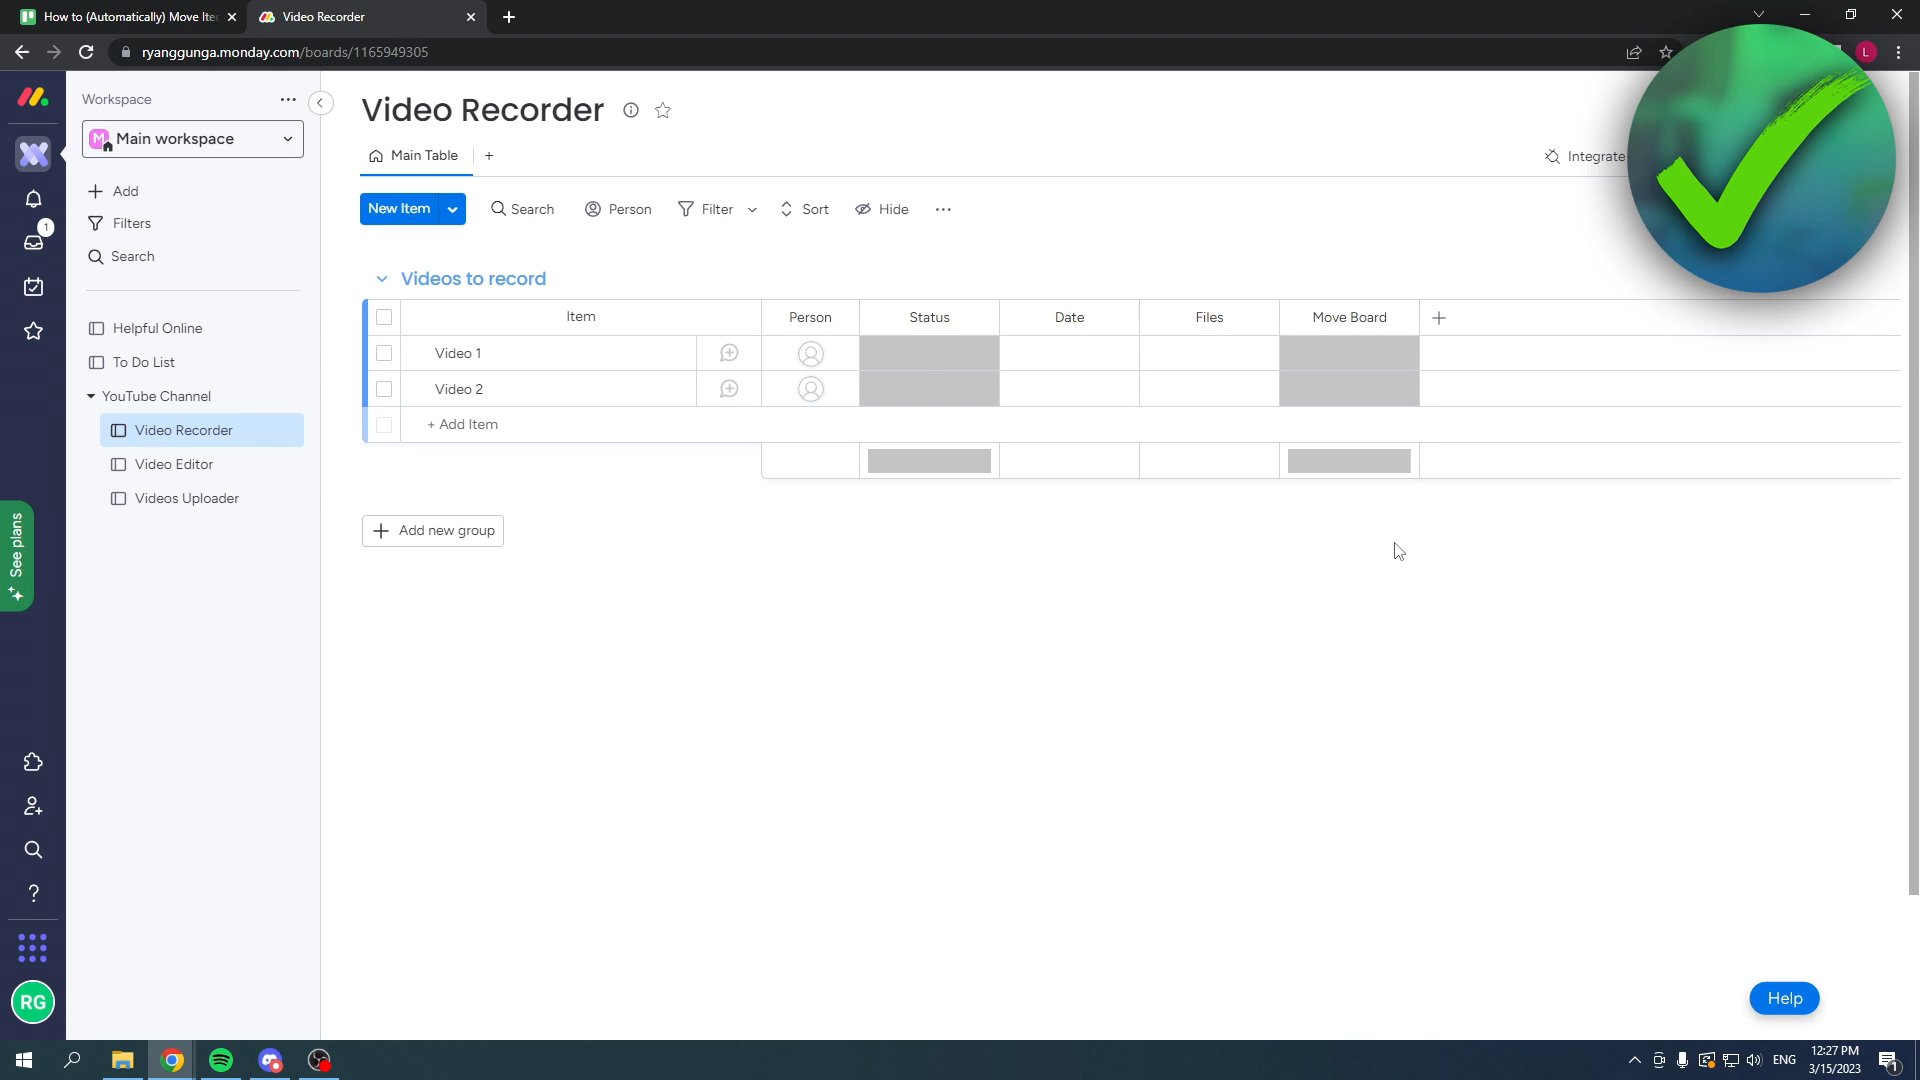 How to (Automatically) Move Ite
Video Recorder
ryanggunga.monday.com/boards/1165949305
L
Workspace
M Main workspace
Add
Filters
Search
Helpful Online
To Do List
YouTube Channel
Video Recorder
Video Editor
Videos Uploader
1
See plans
RG
Video Recorder
Main Table
Integrate
New Item
Search
Person
Filter
Sort
Hide
Videos to record
Item
Person
Status
Date
Files
Move Board
Video 1
Video 2
+ Add Item
Add new group
Help
ENG
12:27 PM
3/15/2023
1